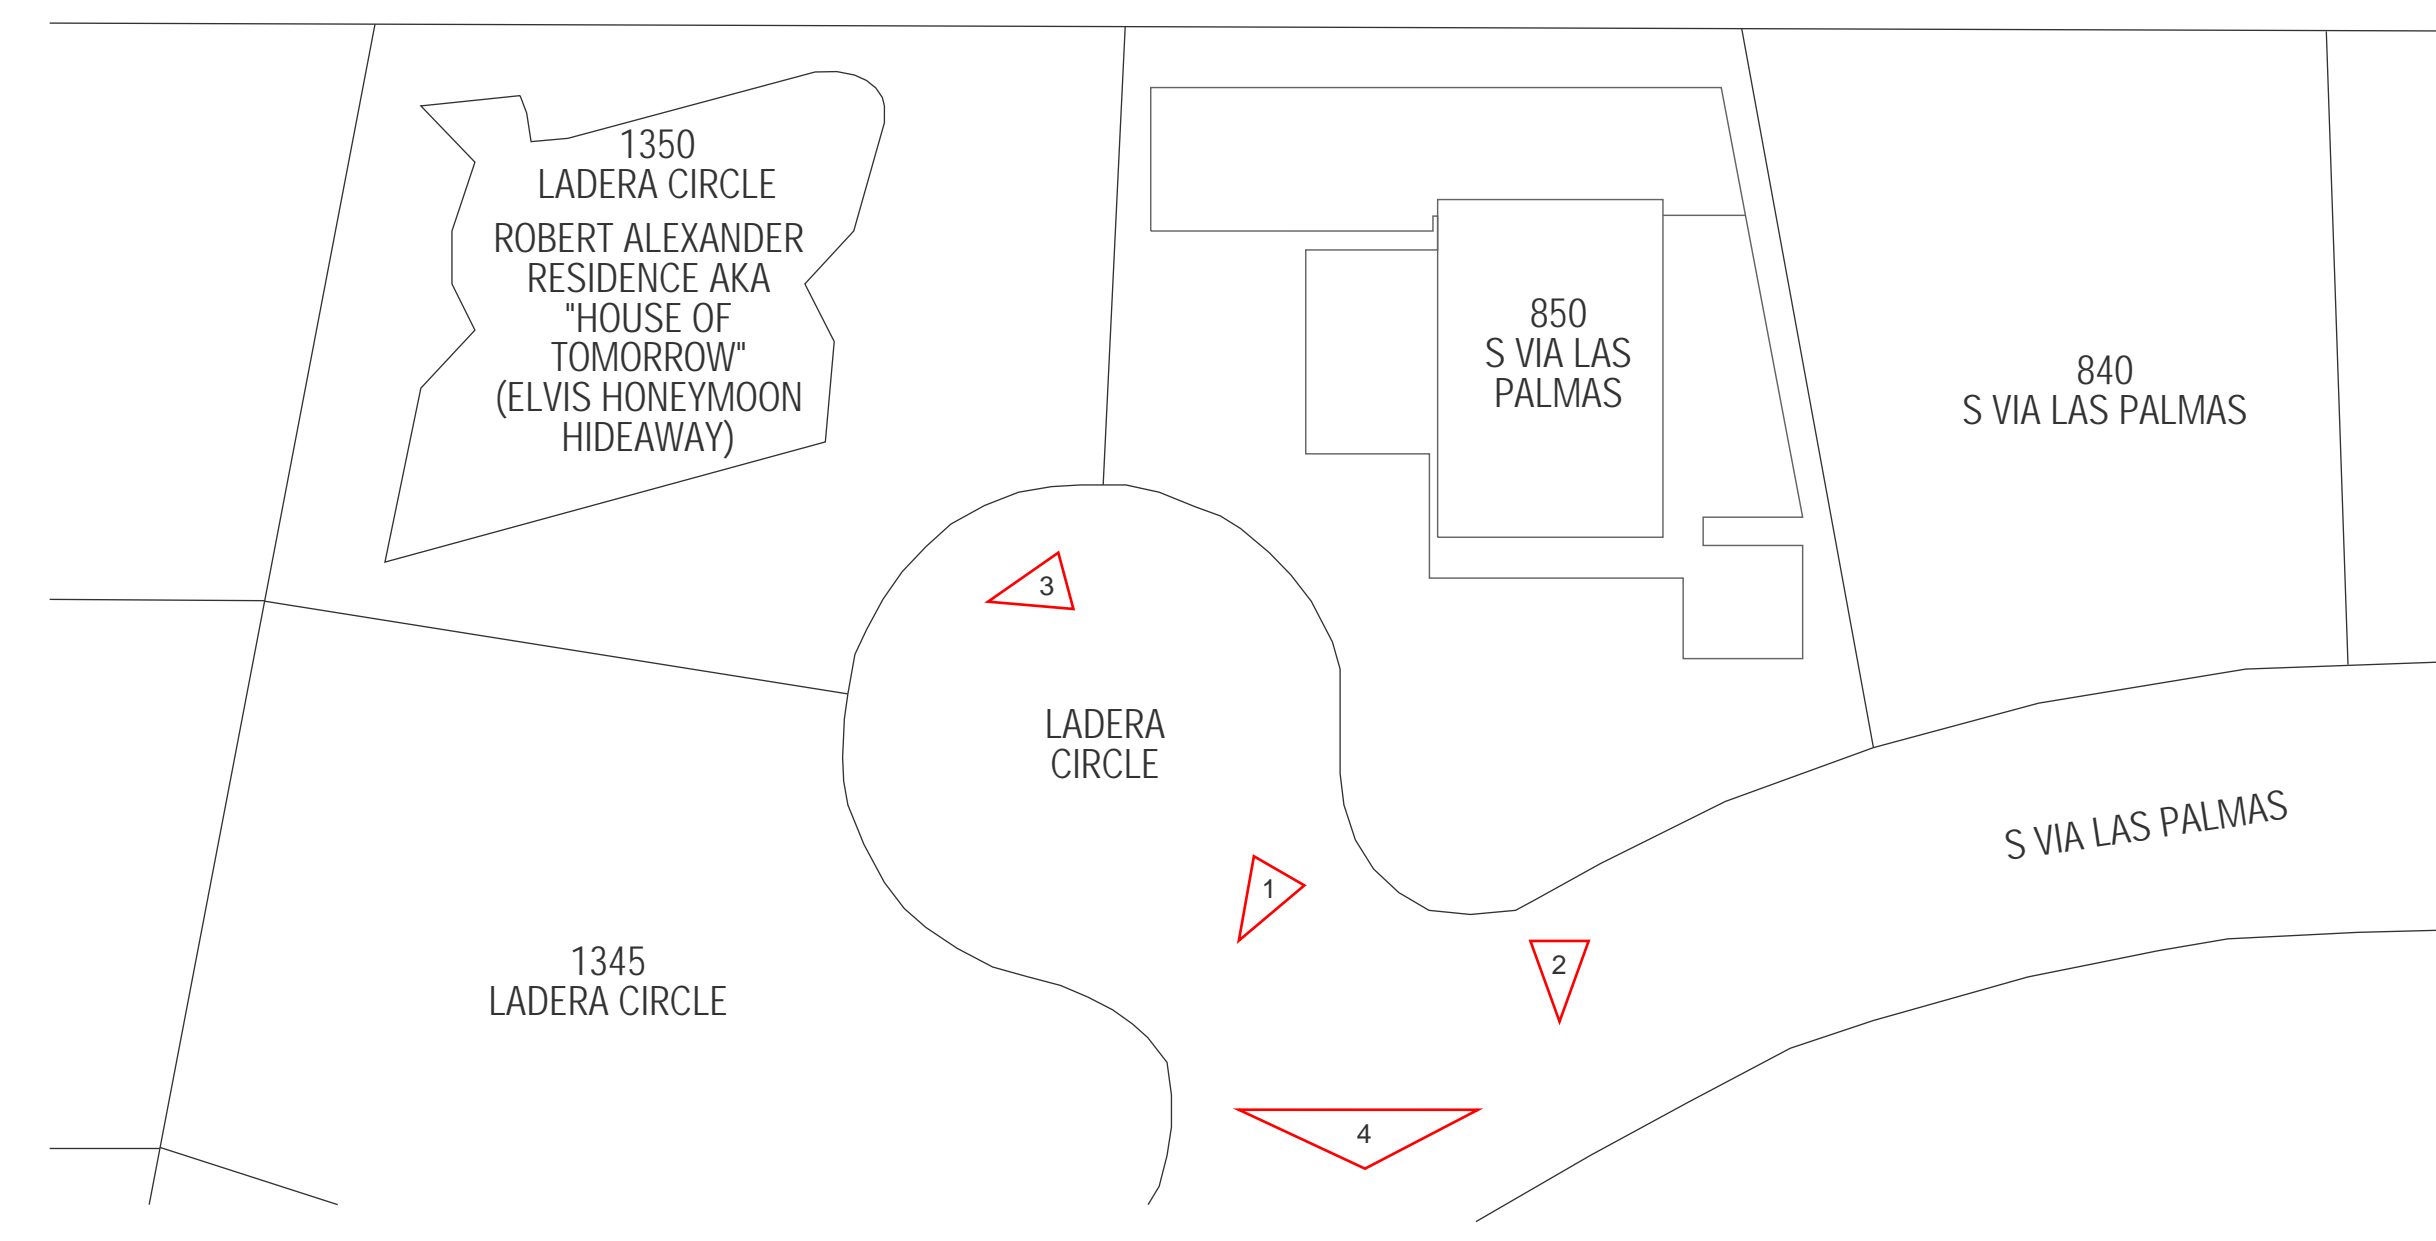 1350
LADERA CIRCLE
ROBERT ALEXANDER
RESIDENCE AKA
"HOUSE OF
TOMORROW"
(ELVIS HONEYMOON
HIDEAWAY)
850
S VIA LAS
PALMAS
840
S VIA LAS PALMAS
3
LADERA
CIRCLE
S VIA LAS PALMAS
1
2
1345
LADERA CIRCLE
4